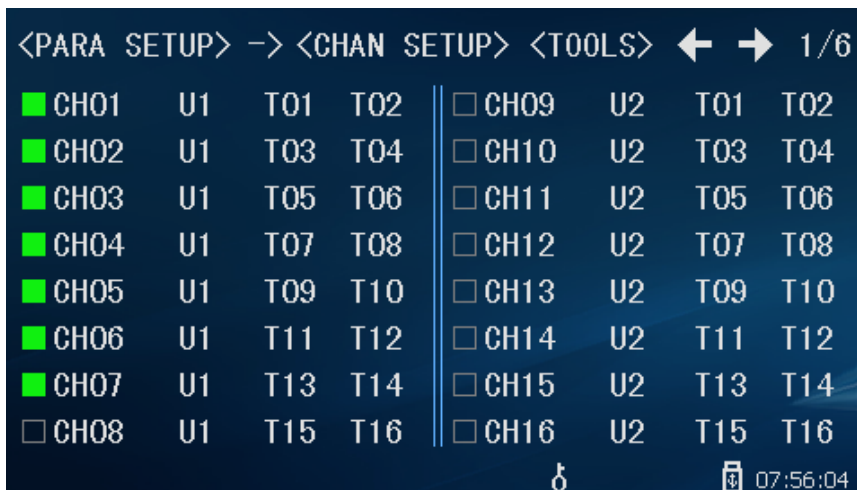 <PARA SETUP> -> <CHAN SETUP> <TOOLS> ← → 1/6
CH01 U1 T01 T02 CH09 U2 T01 T02
CH02 U1 T03 T04 CH10 U2 T03 T04
CH03 U1 T05 T06 CH11 U2 T05 T06
CH04 U1 T07 T08 CH12 U2 T07 T08
CH05 U1 T09 T10 CH13 U2 T09 T10
CH06 U1 T11 T12 CH14 U2 T11 T12
CH07 U1 T13 T14 CH15 U2 T13 T14
CH08 U1 T15 T16 CH16 U2 T15 T16
07:56:04